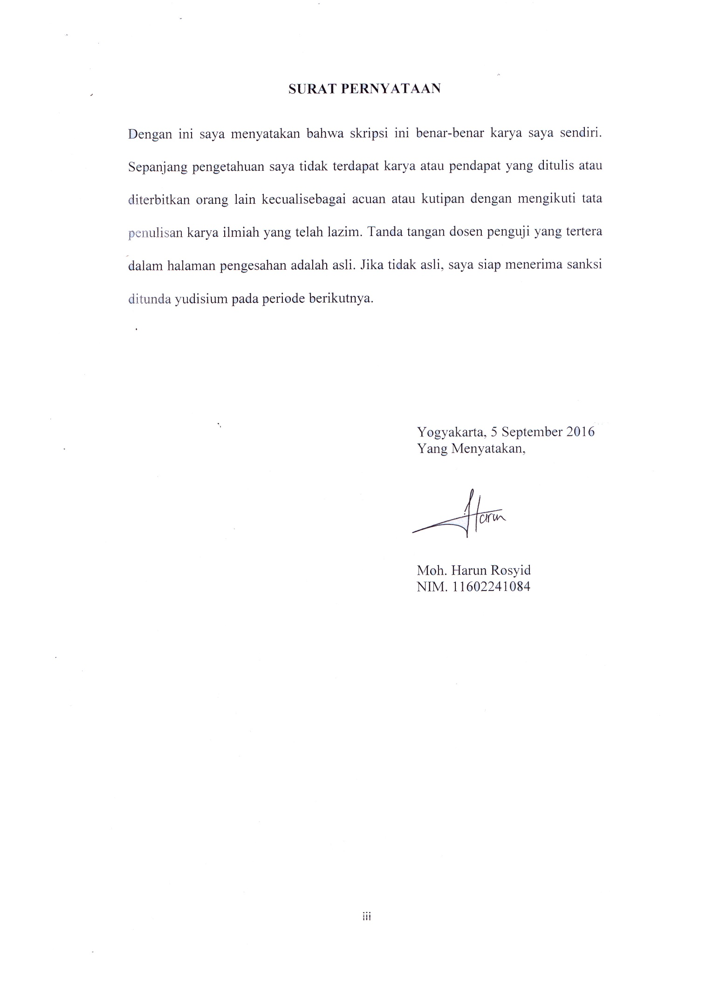 SURAT PERNYATAAN
Dengan ini saya menyatakan bahwa skripsi ini benar-benar karya saya sendiri.
Sepanjang pengetahuan saya tidak terdapat karya atau pendapat yang ditulis atau
diterbitkan orang lain kecualisebagai acuan atau kutipan dengan mengikuti tata
penulisan karya ilmiah yang telah lazim. Tanda tangan dosen penguji yang tertera
dalam halaman pengesahan adalah asli. Jika tidak asli, saya siap menerima sanksi
ditunda yudisium pada periode berikutnya.
Yogyakarta, 5 September 2016
Yang Menyatakan,
Harun
Moh. Harun Rosyid
NIM. 11602241084
iii